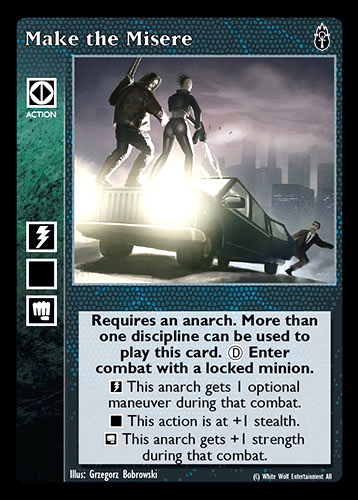 Make the Misere
ACTION
Requires an anarch. More than
one discipline can be used to
play this card. Ⓓ Enter
combat with a locked minion.
This anarch gets 1 optional
maneuver during that combat.
This action is at +1 stealth.
This anarch gets +1 strength
during that combat.
Illus: Grzegorz Bobrowski
(C) White Wolf Entertainment AB